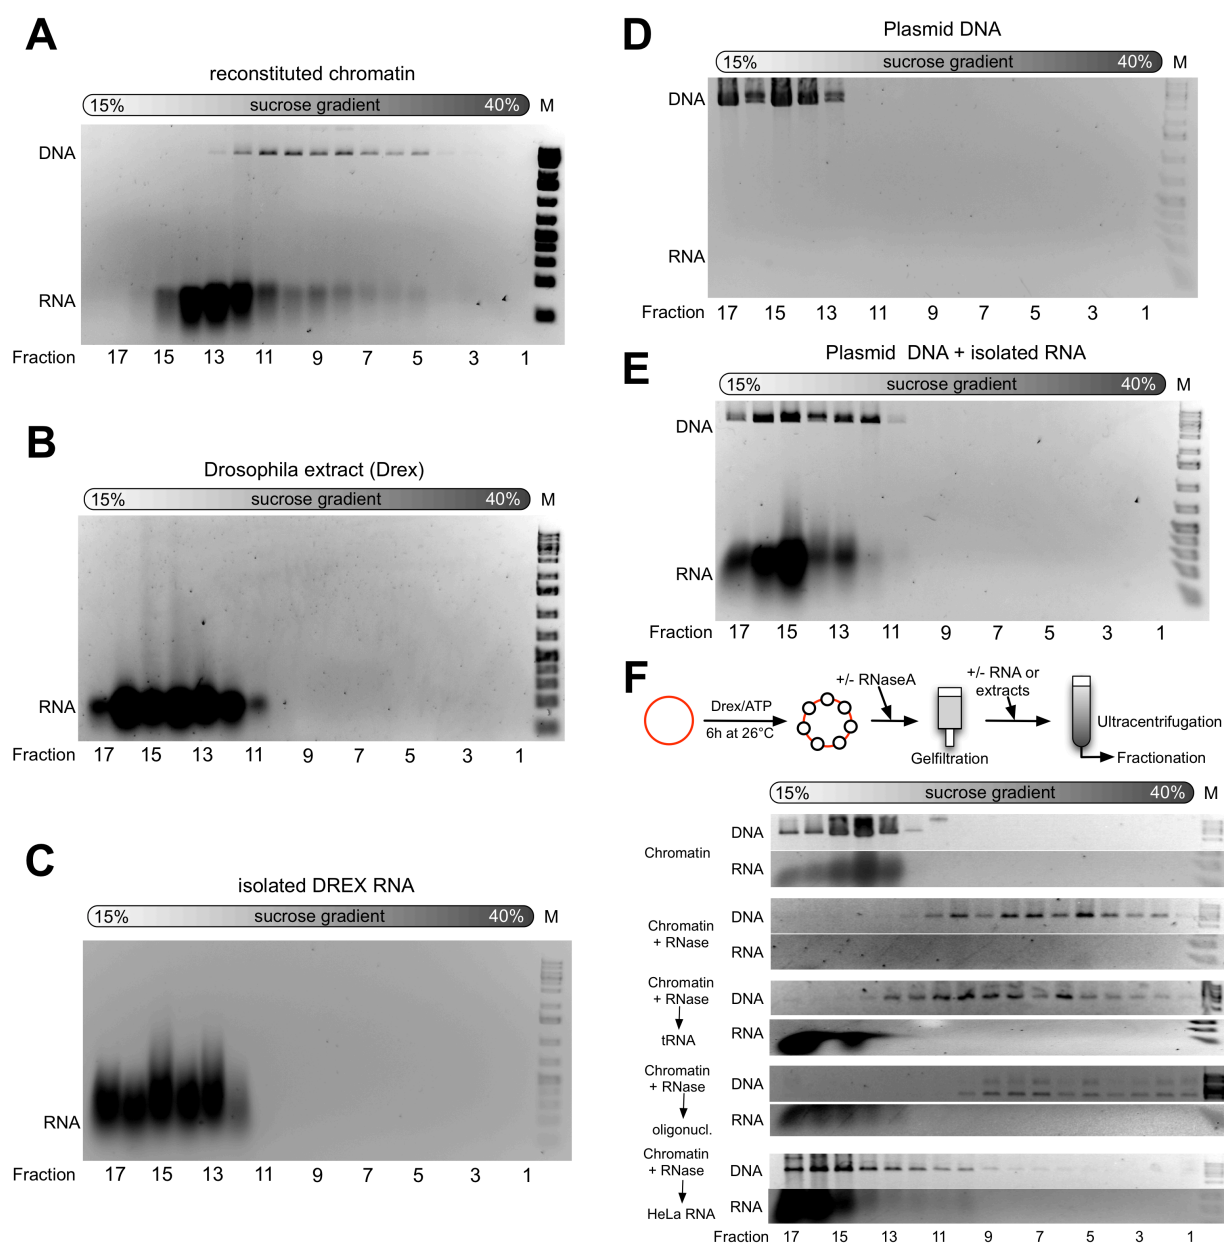 A
reconstituted chromatin
15% sucrose gradient 40% M
DNA
RNA
Fraction 17 15 13 11 9 7 5 3 1
B
Drosophila extract (Drex)
15% sucrose gradient 40% M
RNA
Fraction 17 15 13 11 9 7 5 3 1
C
isolated DREX RNA
15% sucrose gradient 40% M
RNA
Fraction 17 15 13 11 9 7 5 3 1
D
Plasmid DNA
15% sucrose gradient 40% M
DNA
RNA
Fraction 17 15 13 11 9 7 5 3 1
E
Plasmid DNA + isolated RNA
15% sucrose gradient 40% M
DNA
RNA
Fraction 17 15 13 11 9 7 5 3 1
F
Drex/ATP
6h at 26°C
+/- RNaseA
Gelfiltration
+/- RNA or
extracts
Ultracentrifugation
Fractionation
15% sucrose gradient 40% M
Chromatin
DNA
RNA
Chromatin
+ RNase
DNA
RNA
Chromatin
+ RNase
tRNA
DNA
RNA
Chromatin
+ RNase
oligonucl.
DNA
RNA
Chromatin
+ RNase
HeLa RNA
DNA
RNA
Fraction 17 15 13 11 9 7 5 3 1